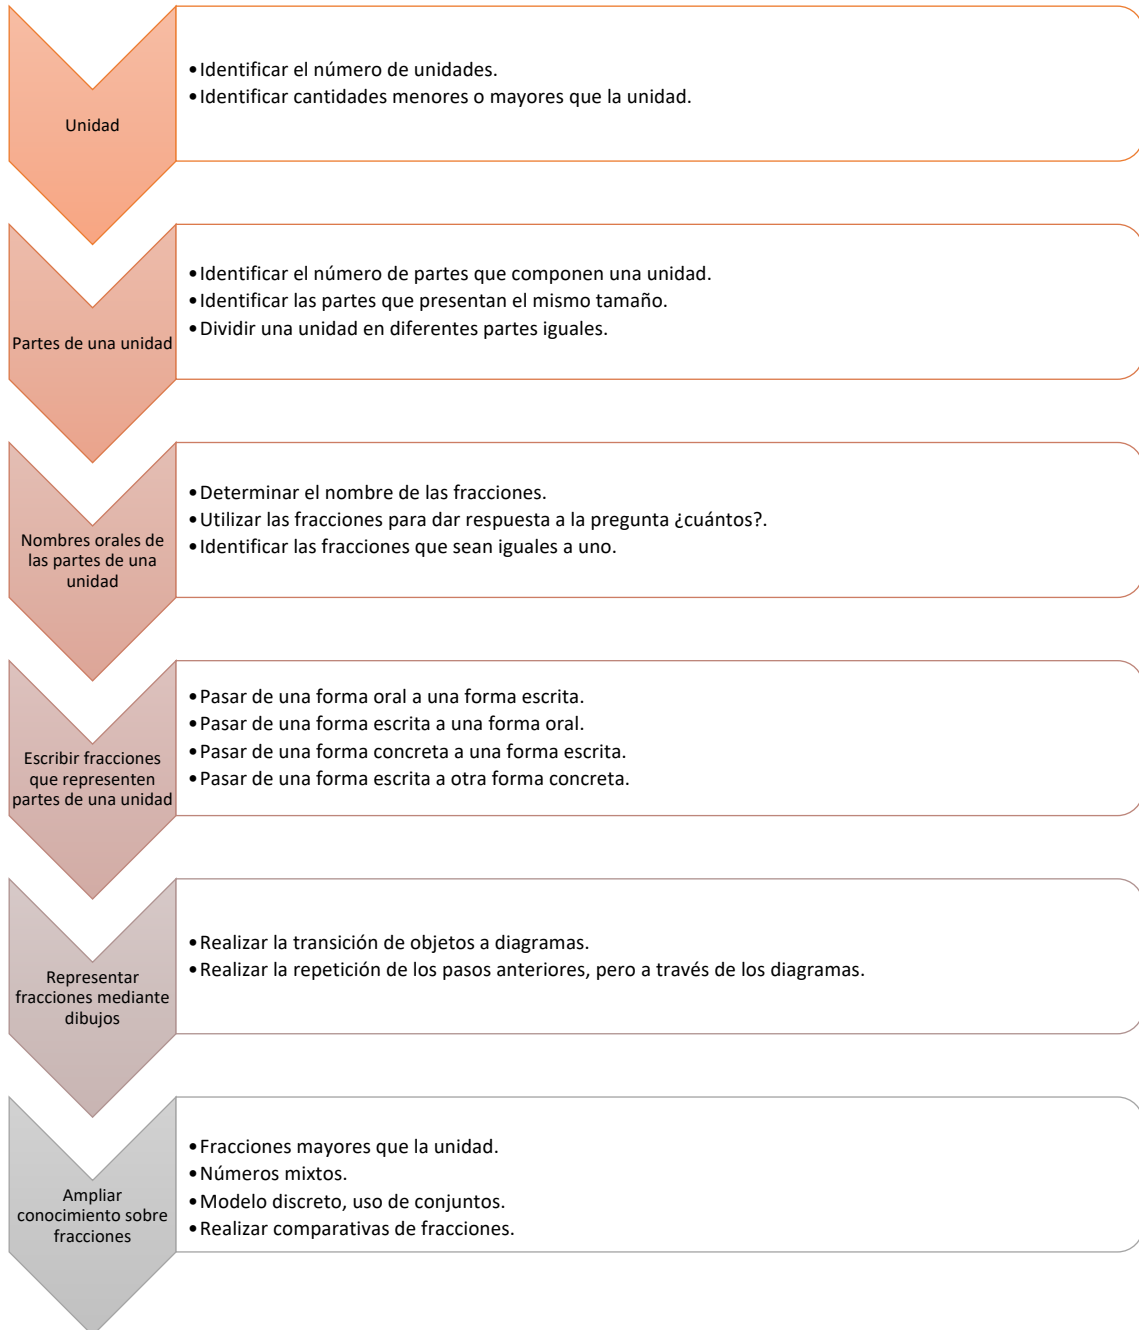 Unidad
•Identificar el número de unidades.
•Identificar cantidades menores o mayores que la unidad.
Partes de una unidad
•Identificar el número de partes que componen una unidad.
•Identificar las partes que presentan el mismo tamaño.
•Dividir una unidad en diferentes partes iguales.
Nombres orales de
las partes de una
unidad
•Determinar el nombre de las fracciones.
•Utilizar las fracciones para dar respuesta a la pregunta ¿cuántos?.
•Identificar las fracciones que sean iguales a uno.
Escribir fracciones
que representen
partes de una unidad
•Pasar de una forma oral a una forma escrita.
•Pasar de una forma escrita a una forma oral.
•Pasar de una forma concreta a una forma escrita.
•Pasar de una forma escrita a otra forma concreta.
Representar
fracciones mediante
dibujos
•Realizar la transición de objetos a diagramas.
•Realizar la repetición de los pasos anteriores, pero a través de los diagramas.
Ampliar
conocimiento sobre
fracciones
•Fracciones mayores que la unidad.
•Números mixtos.
•Modelo discreto, uso de conjuntos.
•Realizar comparativas de fracciones.